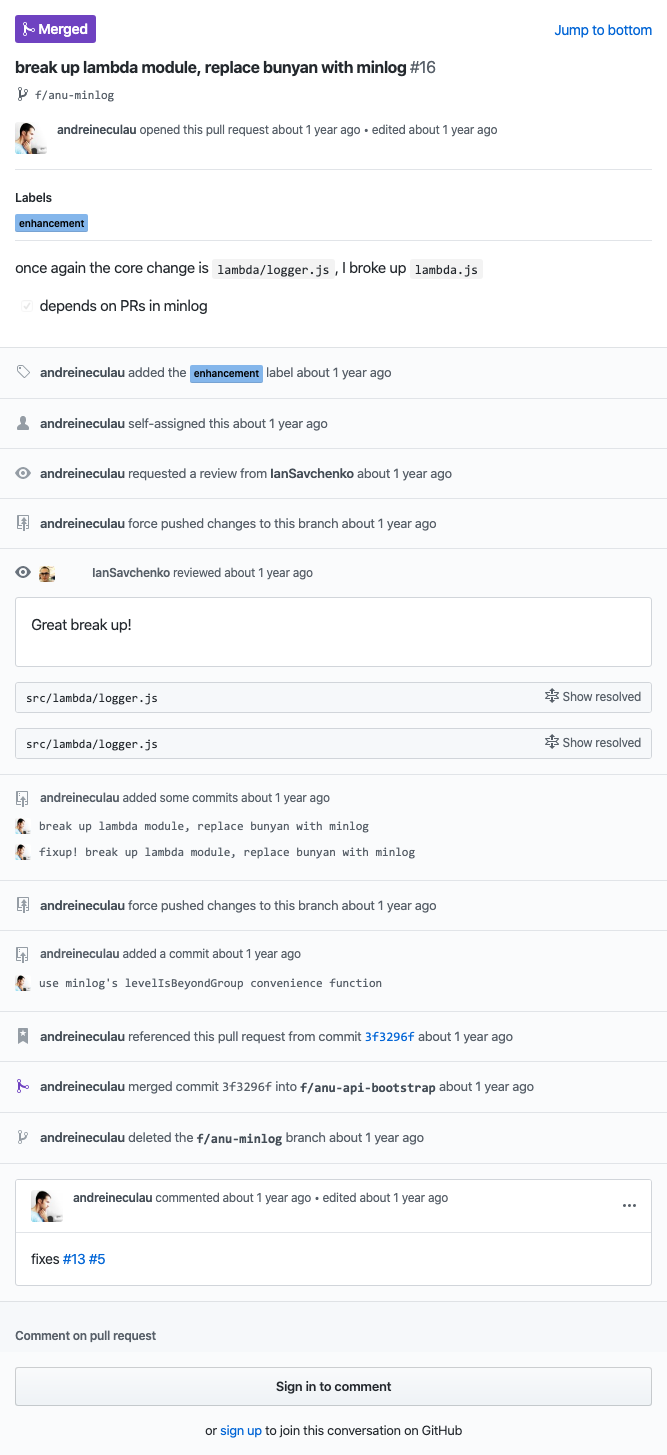 Merged
Jump to bottom
break up lambda module, replace bunyan with minlog #16
f/anu-minlog
andreineculau opened this pull request about 1 year ago • edited about 1 year ago
Labels
enhancement
once again the core change is lambda/logger.js, I broke up lambda.js
depends on PRs in minlog
andreineculau added the enhancement label about 1 year ago
andreineculau self-assigned this about 1 year ago
andreineculau requested a review from IanSavchenko about 1 year ago
andreineculau force pushed changes to this branch about 1 year ago
IanSavchenko reviewed about 1 year ago
Great break up!
src/lambda/logger.js Show resolved
src/lambda/logger.js Show resolved
andreineculau added some commits about 1 year ago
break up lambda module, replace bunyan with minlog
fixup! break up lambda module, replace bunyan with minlog
andreineculau force pushed changes to this branch about 1 year ago
andreineculau added a commit about 1 year ago
use minlog's levelIsBeyondGroup convenience function
andreineculau referenced this pull request from commit 3f3296f about 1 year ago
andreineculau merged commit 3f3296f into f/anu-api-bootstrap about 1 year ago
andreineculau deleted the f/anu-minlog branch about 1 year ago
andreineculau commented about 1 year ago • edited about 1 year ago
fixes #13 #5
Comment on pull request
Sign in to comment
or sign up to join this conversation on GitHub